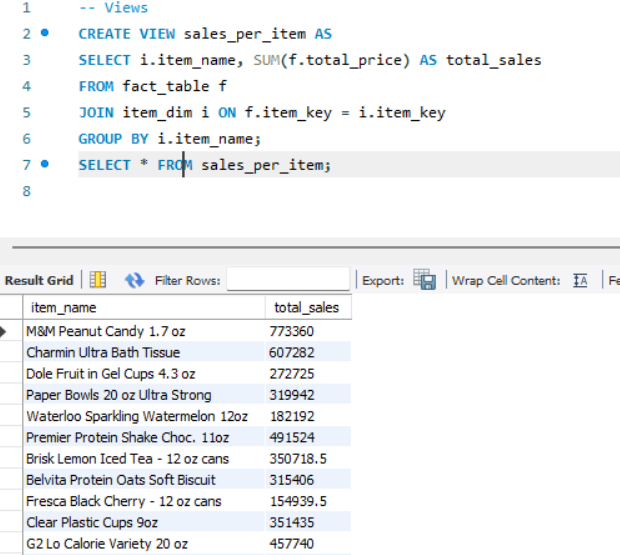 1 -- Views
2 CREATE VIEW sales_per_item AS
3 SELECT i.item_name, SUM(f.total_price) AS total_sales
4 FROM fact_table f
5 JOIN item_dim i ON f.item_key = i.item_key
6 GROUP BY i.item_name;
7 SELECT * FROM sales_per_item;
8
Result Grid Filter Rows: Export: Wrap Cell Content: Fe
item_name total_sales
M&M Peanut Candy 1.7 oz 773360
Charmin Ultra Bath Tissue 607282
Dole Fruit in Gel Cups 4.3 oz 272725
Paper Bowls 20 oz Ultra Strong 319942
Waterloo Sparkling Watermelon 12oz 182192
Premier Protein Shake Choc. 11oz 491524
Brisk Lemon Iced Tea - 12 oz cans 350718.5
Belvita Protein Oats Soft Biscuit 315406
Fresca Black Cherry - 12 oz cans 154939.5
Clear Plastic Cups 9oz 351435
G2 Lo Calorie Variety 20 oz 457740